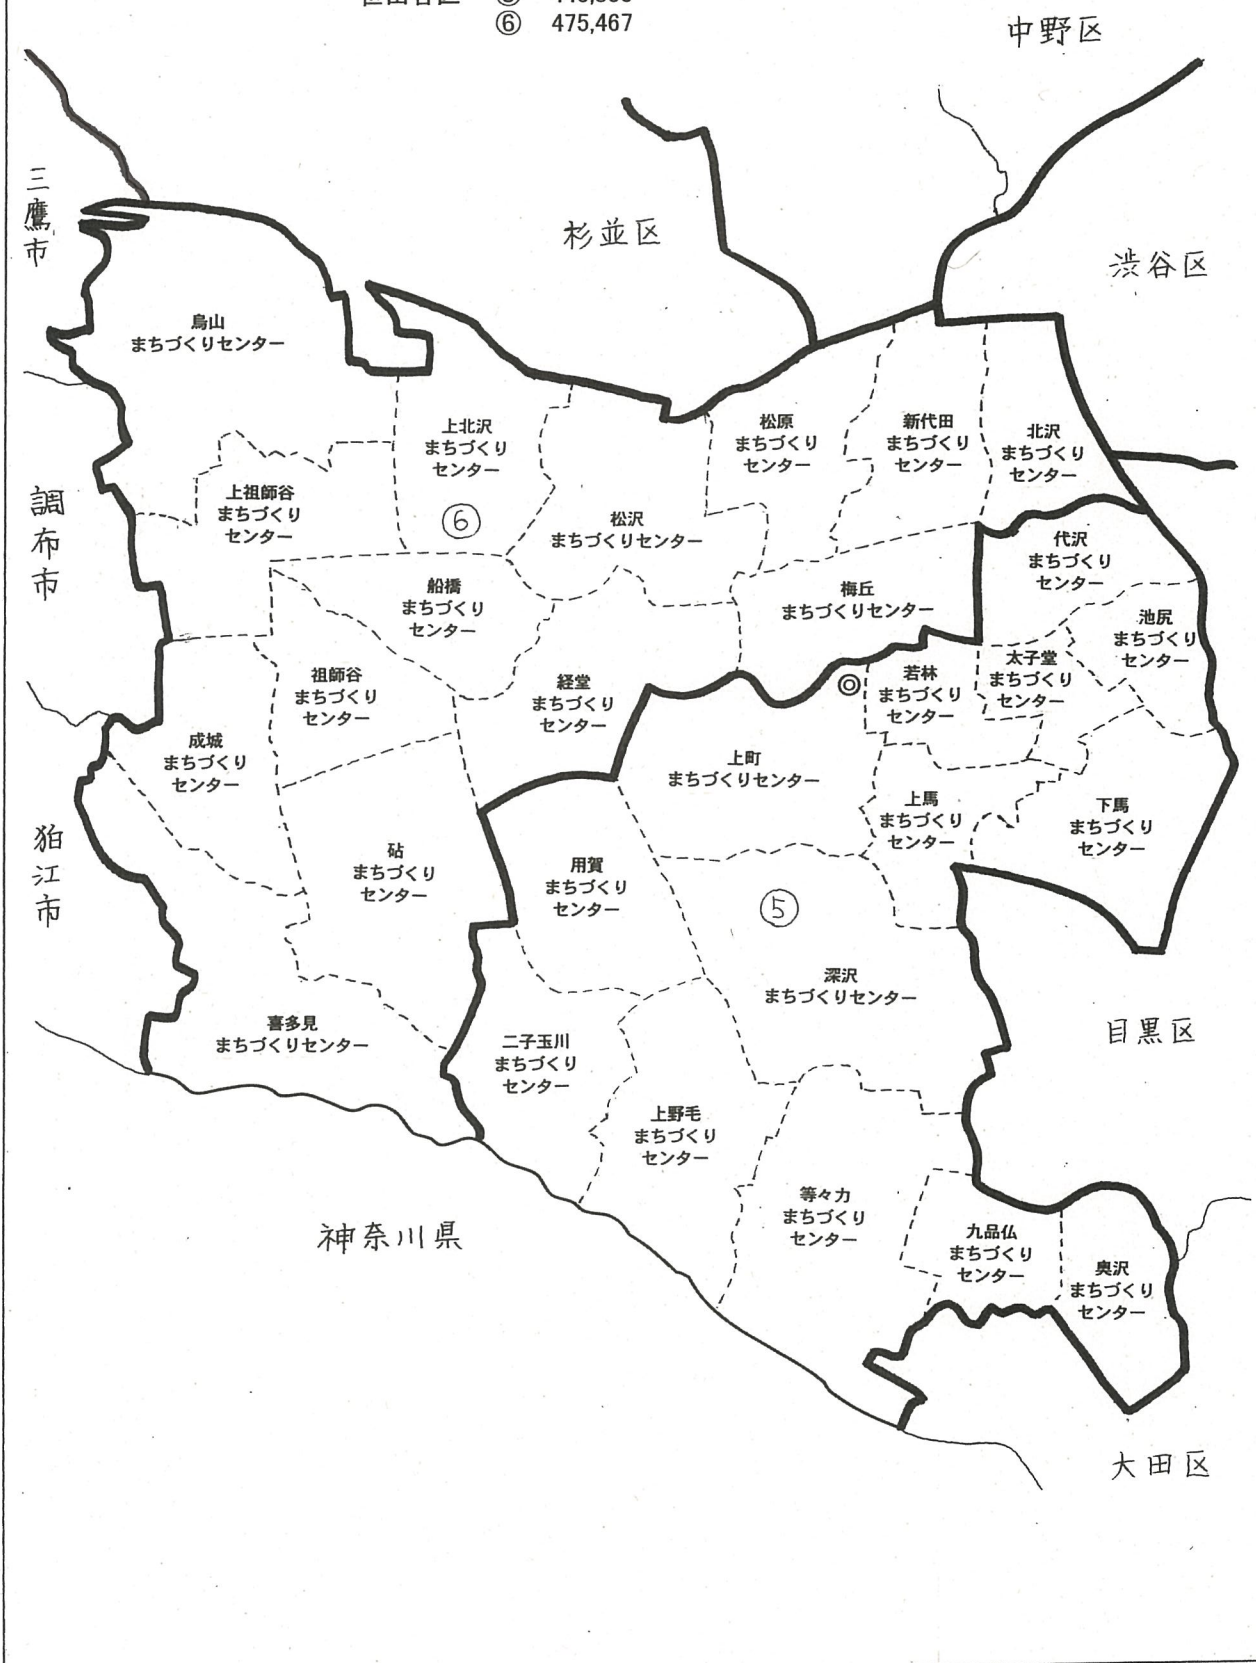 ⑥ 475,467
中野区
三鷹市
杉並区
渋谷区
烏山
まちづくりセンター
上北沢
まちづくり
センター
⑥
松原
まちづくり
センター
新代田
まちづくり
センター
北沢
まちづくり
センター
上祖師谷
まちづくり
センター
松沢
まちづくりセンター
調布市
代沢
まちづくり
センター
船橋
まちづくり
センター
梅丘
まちづくりセンター
池尻
まちづくり
センター
祖師谷
まちづくり
センター
経堂
まちづくり
センター
◎
若林
まちづくり
センター
太子堂
まちづくり
センター
成城
まちづくり
センター
上町
まちづくりセンター
上馬
まちづくり
センター
下馬
まちづくり
センター
狛江市
砧
まちづくり
センター
用賀
まちづくり
センター
⑤
深沢
まちづくりセンター
喜多見
まちづくりセンター
二子玉川
まちづくり
センター
目黒区
上野毛
まちづくり
センター
神奈川県
等々力
まちづくり
センター
九品仏
まちづくり
センター
奥沢
まちづくり
センター
大田区